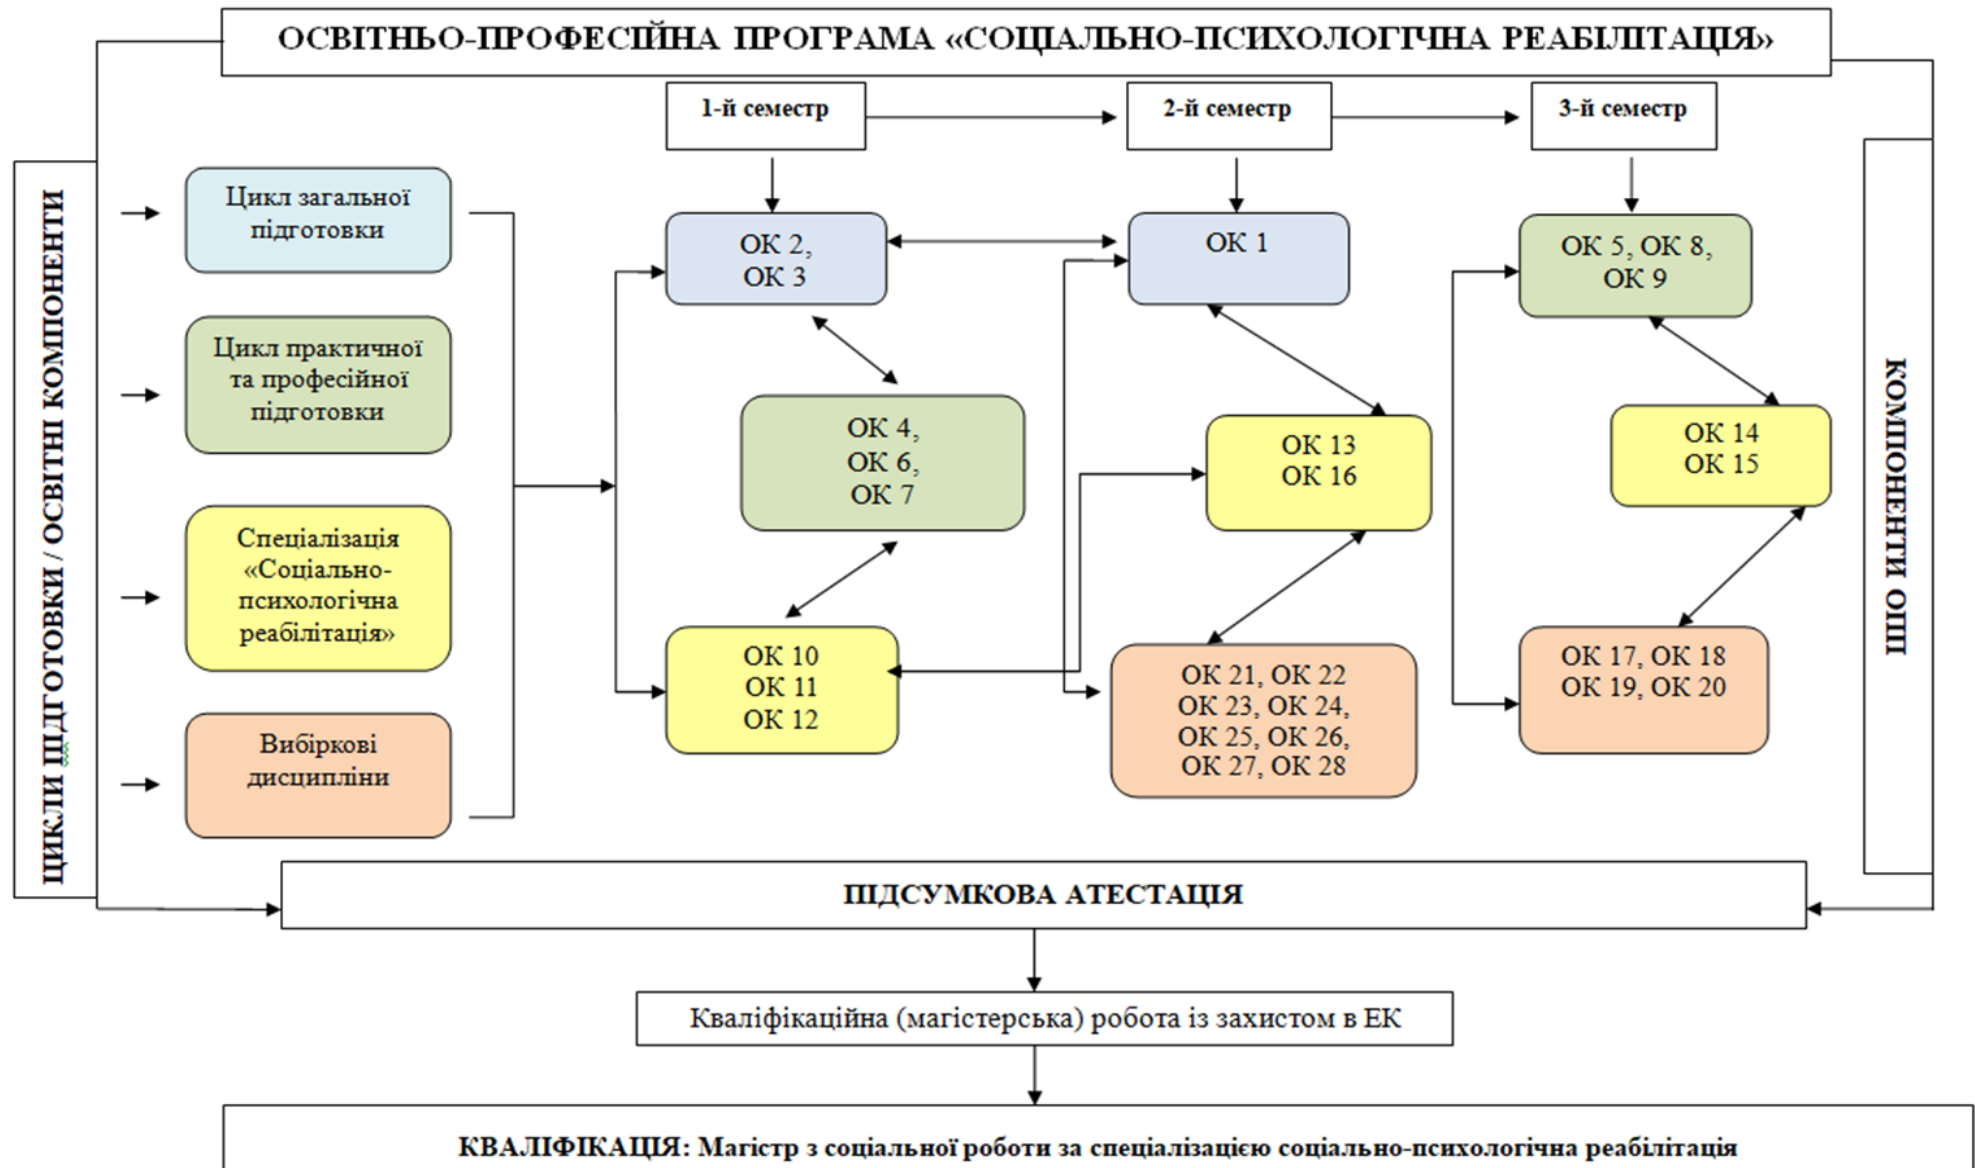 ОСВІТНЬО-ПРОФЕСІЙНА ПРОГРАМА «СОЦІАЛЬНО-ПСИХОЛОГІЧНА РЕАБІЛІТАЦІЯ»
1-й семестр
2-й семестр
3-й семестр
ЦИКЛИ ПІДГОТОВКИ / ОСВІТНІ КОМПОНЕНТИ
Цикл загальної
підготовки
Цикл практичної
та професійної
підготовки
Спеціалізація
«Соціально-
психологічна
реабілітація»
Вибіркові
дисципліни
ОК 2,
ОК 3
ОК 4,
ОК 6,
ОК 7
ОК 10
ОК 11
ОК 12
ОК 1
ОК 13
ОК 16
ОК 21, ОК 22
ОК 23, ОК 24,
ОК 25, ОК 26,
ОК 27, ОК 28
ОК 5, ОК 8,
ОК 9
ОК 14
ОК 15
ОК 17, ОК 18
ОК 19, ОК 20
КОМПОНЕНТИ ОПП
ПІДСУМКОВА АТЕСТАЦІЯ
Кваліфікаційна (магістерська) робота із захистом в ЕК
КВАЛІФІКАЦІЯ: Магістр з соціальної роботи за спеціалізацією соціально-психологічна реабілітація